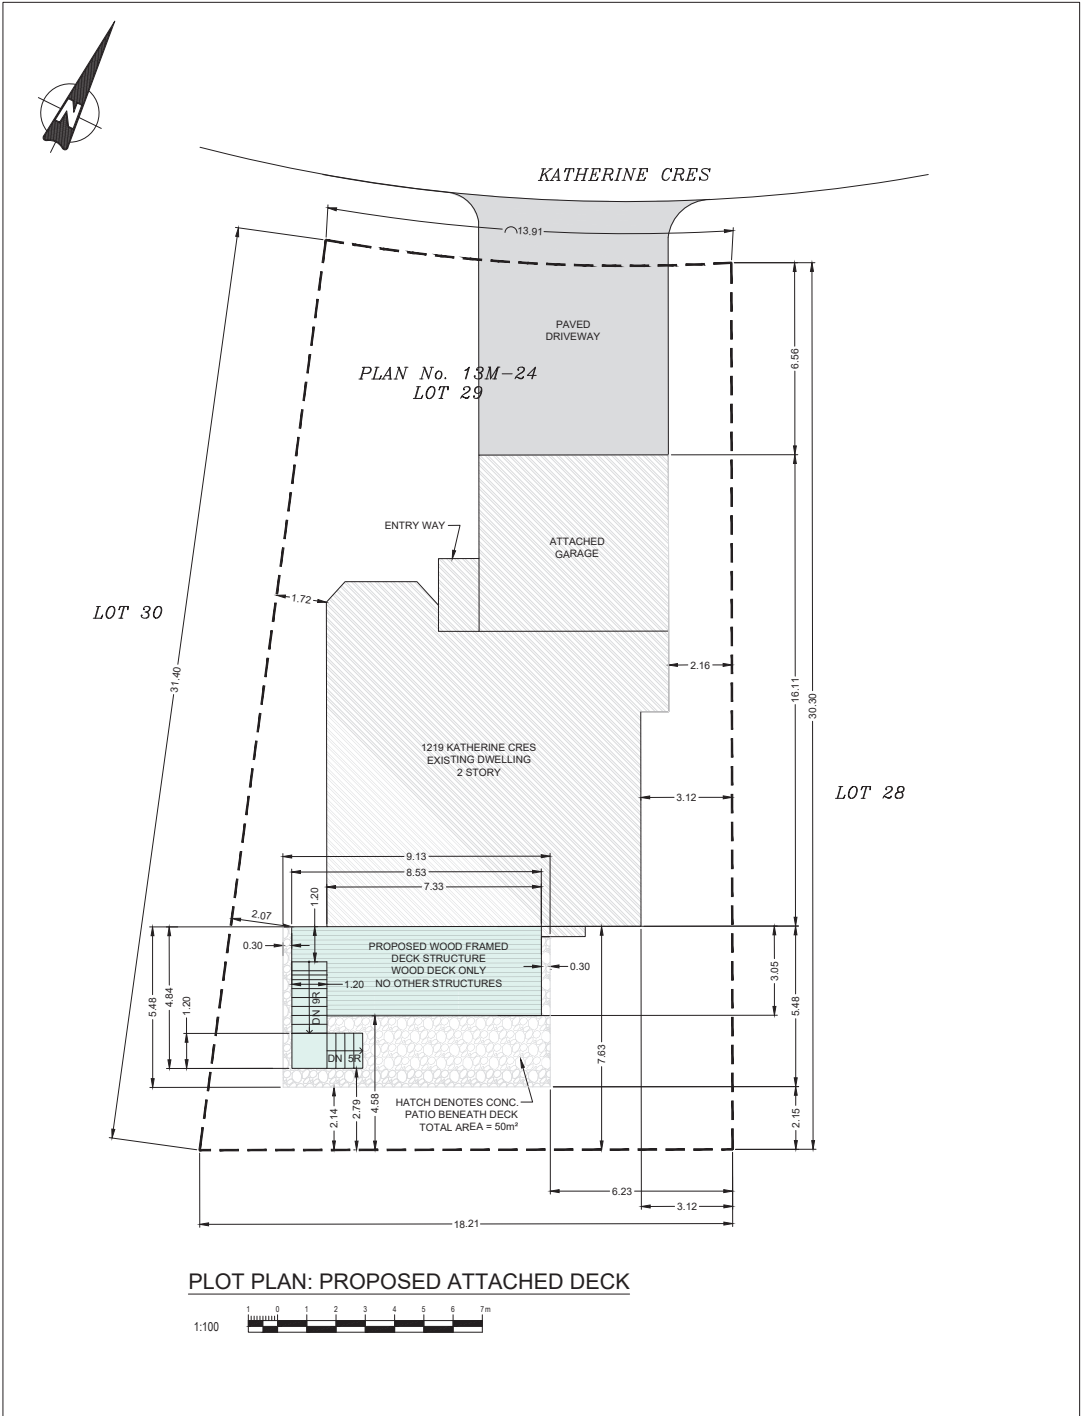 N
KATHERINE CRES
13.91
PAVED
DRIVEWAY
6.56
PLAN No. 13M-24
LOT 29
ENTRY WAY
ATTACHED
GARAGE
1.72
LOT 30
31.40
2.16
16.11
30.30
1219 KATHERINE CRES
EXISTING DWELLING
2 STORY
3.12
LOT 28
9.13
8.53
7.33
1.20
2.07
0.30
PROPOSED WOOD FRAMED
DECK STRUCTURE
WOOD DECK ONLY
NO OTHER STRUCTURES
0.30
3.05
1.20
DN 9R
5.48
4.84
1.20
5.48
DN 5R
7.63
HATCH DENOTES CONC.
PATIO BENEATH DECK
TOTAL AREA = 50m²
2.14
2.79
4.58
2.15
6.23
3.12
18.21
PLOT PLAN: PROPOSED ATTACHED DECK
1:100
1 0 1 2 3 4 5 6 7m